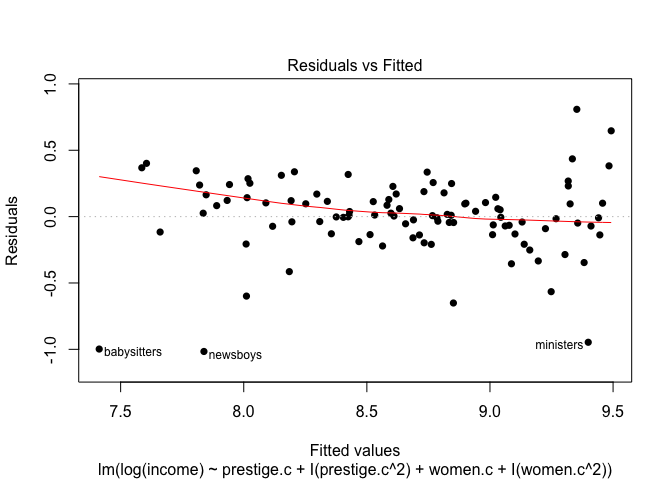 Residuals vs Fitted
1.0
0.5
0.0
-0.5
-1.0
Residuals
babysitters
newsboys
ministers
7.5 8.0 8.5 9.0 9.5
Fitted values
lm(log(income) ~ prestige.c + I(prestige.c^2) + women.c + I(women.c^2))